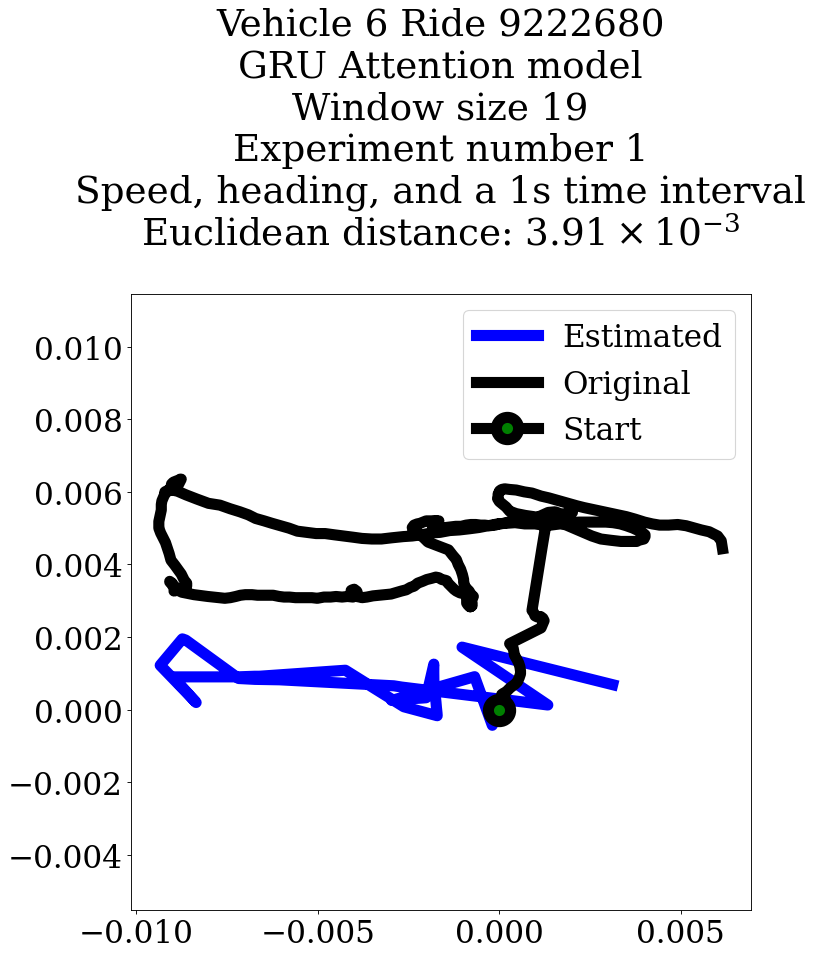 Vehicle 6 Ride 9222680
GRU Attention model
Window size 19
Experiment number 1
Speed, heading, and a 1s time interval
Euclidean distance: 3.91 × 10⁻³
Estimated
Original
Start
0.010
0.008
0.006
0.004
0.002
0.000
−0.002
−0.004
−0.010 −0.005 0.000 0.005